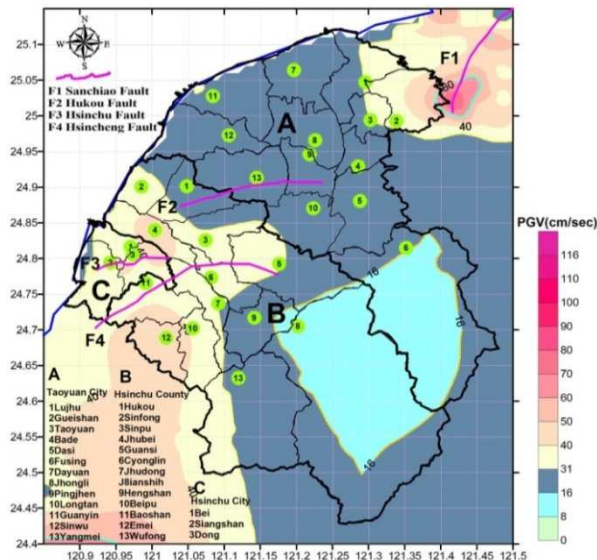 N
W
E
S
F1 Sanchiao Fault
F2 Hukou Fault
F3 Hsinchu Fault
F4 Hsincheng Fault
F1
F2
F3
F4
A
B
C
40
16
16
16
40
40
A
Taoyuan City
1Lujhu
2Gueishan
3Taoyuan
4Bade
5Dasi
6Fusing
7Dayuan
8Jhongli
9Pingjhen
10Longtan
11Guanyin
12Sinwu
13Yangmei
B
Hsinchu County
1Hukou
2Sinfong
3Sinpu
4Jhubei
5Guansi
6Cyonglin
7Jhudong
8Jianshih
9Hengshan
10Beipu
11Baoshan
12Emei
13Wufong
C
Hsinchu City
1Bei
2Siangshan
3Dong
25.1
25.05
25
24.95
24.9
24.85
24.8
24.75
24.7
24.65
24.6
24.55
24.5
24.45
24.4
120.9
120.95
121
121.05
121.1
121.15
121.2
121.25
121.3
121.35
121.4
121.45
121.5
PGV(cm/sec)
116
100
90
80
70
60
50
40
31
16
8
0